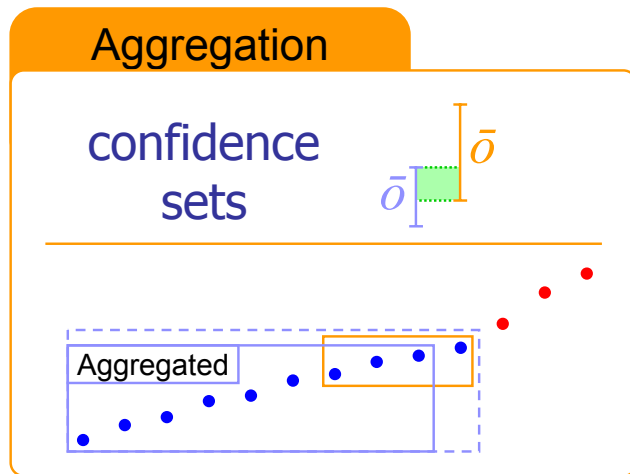 Aggregation
confidence
sets
ō
ō
Aggregated